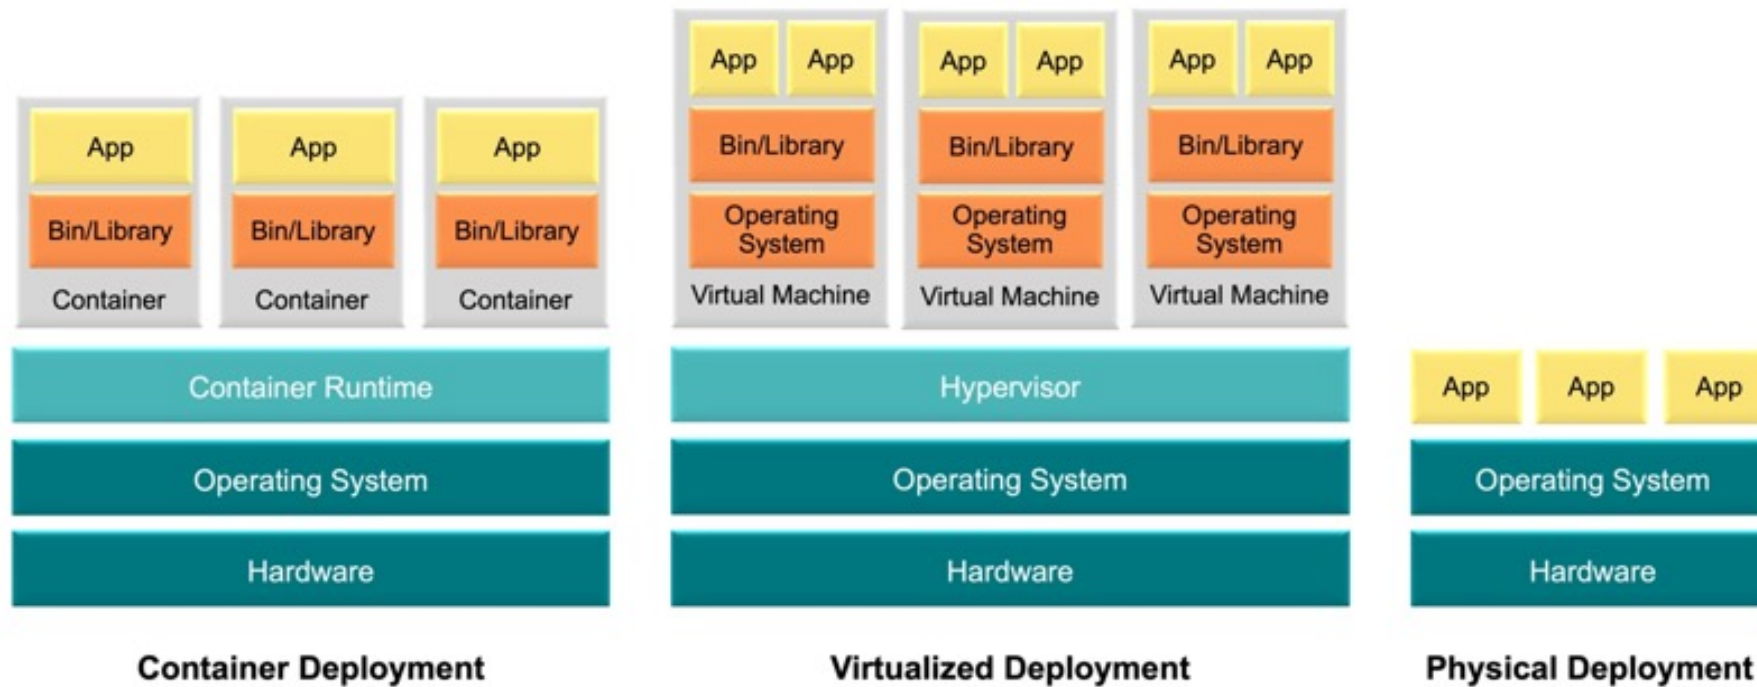 App
App
App
Bin/Library
Bin/Library
Bin/Library
Container
Container
Container
Container Runtime
Operating System
Hardware
Container Deployment
App
App
App
App
App
App
Bin/Library
Bin/Library
Bin/Library
Operating
System
Operating
System
Operating
System
Virtual Machine
Virtual Machine
Virtual Machine
Hypervisor
Operating System
Hardware
Virtualized Deployment
App
App
App
Operating System
Hardware
Physical Deployment